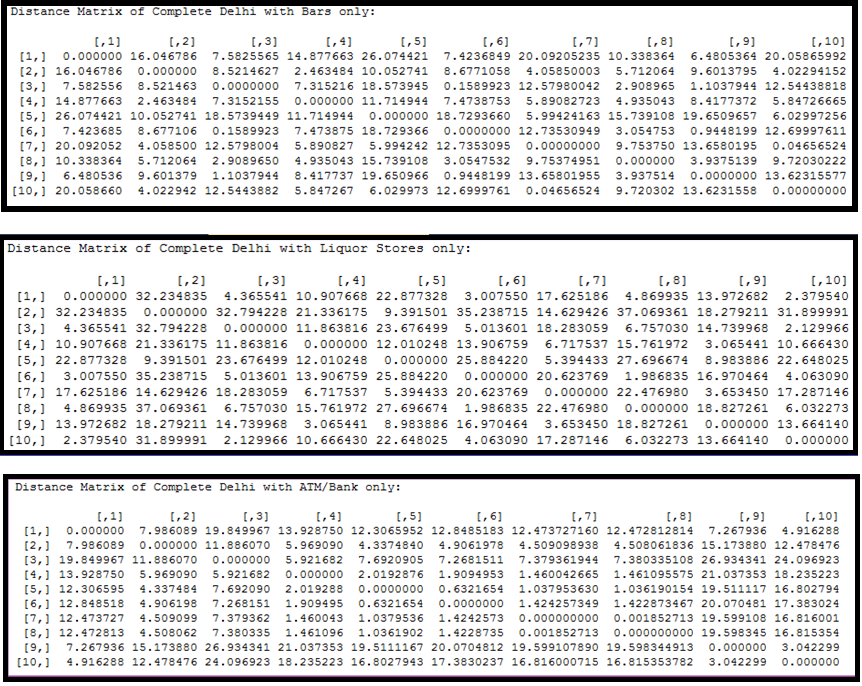 Distance Matrix of Complete Delhi with Bars only:
[,1] [,2] [,3] [,4] [,5] [,6] [,7] [,8] [,9] [,10]
[1,] 0.000000 16.046786 7.5825565 14.877663 26.074421 7.4236849 20.09205235 10.338364 6.4805364 20.05865992
[2,] 16.046786 0.000000 8.5214627 2.463484 10.052741 8.6771058 4.05850003 5.712064 9.6013795 4.02294152
[3,] 7.582556 8.521463 0.0000000 7.315216 18.573945 0.1589923 12.57980042 2.908965 1.1037944 12.54438818
[4,] 14.877663 2.463484 7.3152155 0.000000 11.714944 7.4738753 5.89082723 4.935043 8.4177372 5.84726665
[5,] 26.074421 10.052741 18.5739449 11.714944 0.000000 18.7293660 5.99424163 15.739108 19.6509657 6.02997256
[6,] 7.423685 8.677106 0.1589923 7.473875 18.729366 0.0000000 12.73530949 3.054753 0.9448199 12.69997611
[7,] 20.092052 4.058500 12.5798004 5.890827 5.994242 12.7353095 0.00000000 9.753750 13.6580195 0.04656524
[8,] 10.338364 5.712064 2.9089650 4.935043 15.739108 3.0547532 9.75374951 0.000000 3.9375139 9.72030222
[9,] 6.480536 9.601379 1.1037944 8.417737 19.650966 0.9448199 13.65801955 3.937514 0.0000000 13.62315577
[10,] 20.058660 4.022942 12.5443882 5.847267 6.029973 12.6999761 0.04656524 9.720302 13.6231558 0.00000000
Distance Matrix of Complete Delhi with Liquor Stores only:
[,1] [,2] [,3] [,4] [,5] [,6] [,7] [,8] [,9] [,10]
[1,] 0.000000 32.234835 4.365541 10.907668 22.877328 3.007550 17.625186 4.869935 13.972682 2.379540
[2,] 32.234835 0.000000 32.794228 21.336175 9.391501 35.238715 14.629426 37.069361 18.279211 31.899991
[3,] 4.365541 32.794228 0.000000 11.863816 23.676499 5.013601 18.283059 6.757030 14.739968 2.129966
[4,] 10.907668 21.336175 11.863816 0.000000 12.010248 13.906759 6.717537 15.761972 3.065441 10.666430
[5,] 22.877328 9.391501 23.676499 12.010248 0.000000 25.884220 5.394433 27.696674 8.983886 22.648025
[6,] 3.007550 35.238715 5.013601 13.906759 25.884220 0.000000 20.623769 1.986835 16.970464 4.063090
[7,] 17.625186 14.629426 18.283059 6.717537 5.394433 20.623769 0.000000 22.476980 3.653450 17.287146
[8,] 4.869935 37.069361 6.757030 15.761972 27.696674 1.986835 22.476980 0.000000 18.827261 6.032273
[9,] 13.972682 18.279211 14.739968 3.065441 8.983886 16.970464 3.653450 18.827261 0.000000 13.664140
[10,] 2.379540 31.899991 2.129966 10.666430 22.648025 4.063090 17.287146 6.032273 13.664140 0.000000
Distance Matrix of Complete Delhi with ATM/Bank only:
[,1] [,2] [,3] [,4] [,5] [,6] [,7] [,8] [,9] [,10]
[1,] 0.000000 7.986089 19.849967 13.928750 12.3065952 12.8485183 12.473727160 12.472812814 7.267936 4.916288
[2,] 7.986089 0.000000 11.886070 5.969090 4.3374840 4.9061978 4.509098938 4.508061836 15.173880 12.478476
[3,] 19.849967 11.886070 0.000000 5.921682 7.6920905 7.2681511 7.379361944 7.380335108 26.934341 24.096923
[4,] 13.928750 5.969090 5.921682 0.000000 2.0192876 1.9094953 1.460042665 1.461095575 21.037353 18.235223
[5,] 12.306595 4.337484 7.692090 2.019288 0.0000000 0.6321654 1.037953630 1.036190154 19.511117 16.802794
[6,] 12.848518 4.906198 7.268151 1.909495 0.6321654 0.0000000 1.424257349 1.422873467 20.070481 17.383024
[7,] 12.473727 4.509099 7.379362 1.460043 1.0379536 1.4242573 0.000000000 0.001852713 19.599108 16.816001
[8,] 12.472813 4.508062 7.380335 1.461096 1.0361902 1.4228735 0.001852713 0.000000000 19.598345 16.815354
[9,] 7.267936 15.173880 26.934341 21.037353 19.5111167 20.0704812 19.599107890 19.598344913 0.000000 3.042299
[10,] 4.916288 12.478476 24.096923 18.235223 16.8027943 17.3830237 16.816000715 16.815353782 3.042299 0.000000